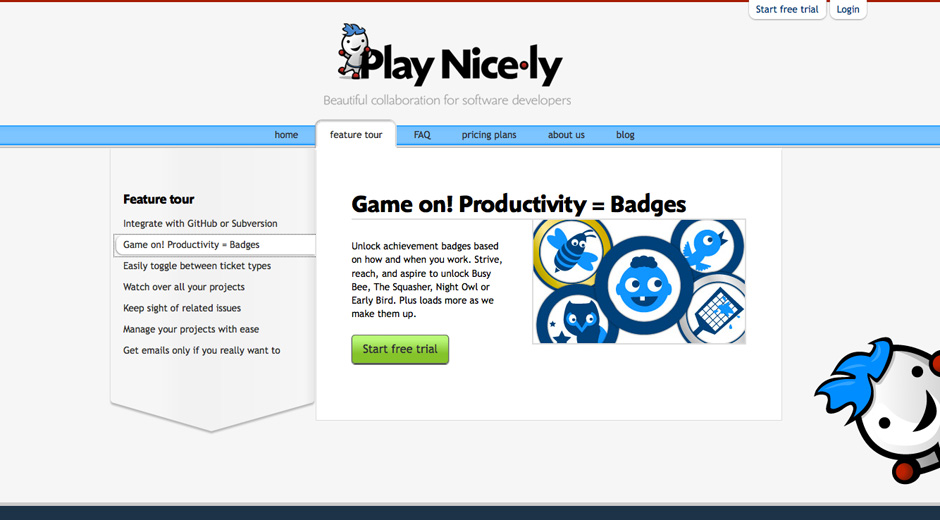 Start free trial
Login
Play Nice•ly
Beautiful collaboration for software developers
home
feature tour
FAQ
pricing plans
about us
blog
Feature tour
Integrate with GitHub or Subversion
Game on! Productivity = Badges
Easily toggle between ticket types
Watch over all your projects
Keep sight of related issues
Manage your projects with ease
Get emails only if you really want to
Game on! Productivity = Badges
Unlock achievement badges based
on how and when you work. Strive,
reach, and aspire to unlock Busy
Bee, The Squasher, Night Owl or
Early Bird. Plus loads more as we
make them up.
Start free trial